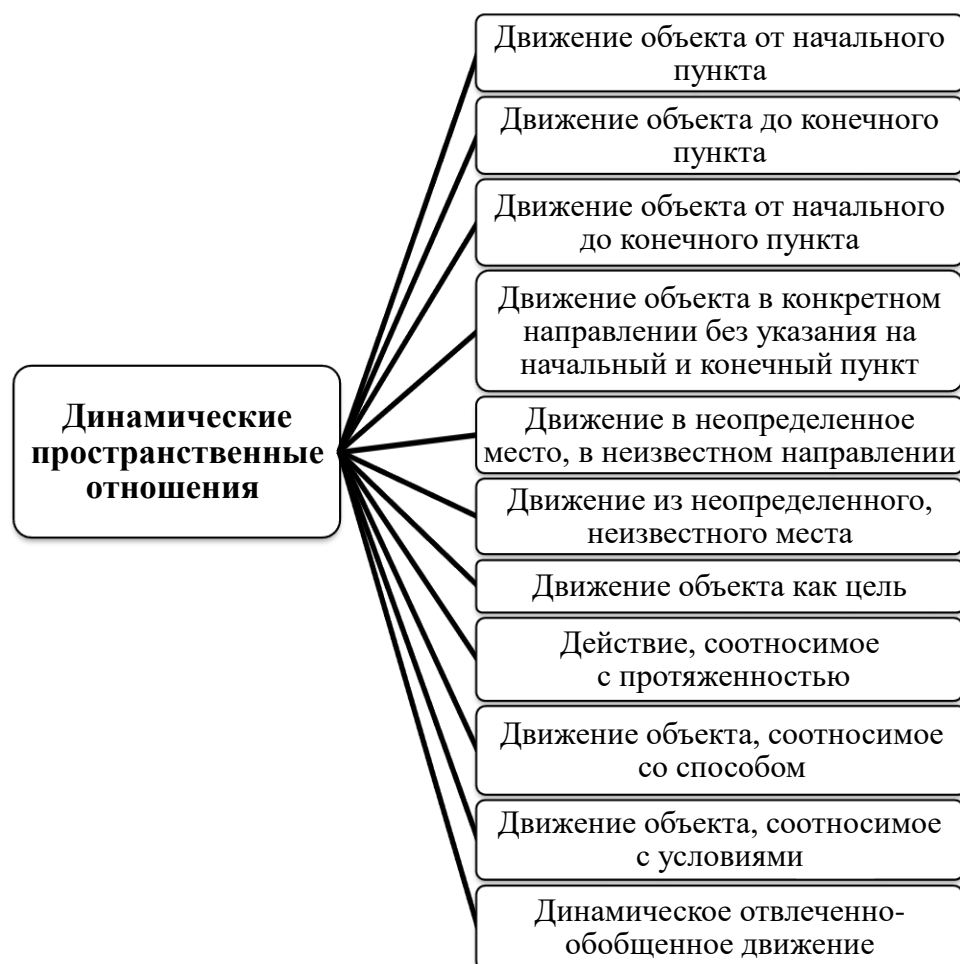 Динамические
пространственные
отношения
Движение объекта от начального
пункта
Движение объекта до конечного
пункта
Движение объекта от начального
до конечного пункта
Движение объекта в конкретном
направлении без указания на
начальный и конечный пункт
Движение в неопределенное
место, в неизвестном направлении
Движение из неопределенного,
неизвестного места
Движение объекта как цель
Действие, соотносимое
с протяженностью
Движение объекта, соотносимое
со способом
Движение объекта, соотносимое
с условиями
Динамическое отвлеченно-
обобщенное движение